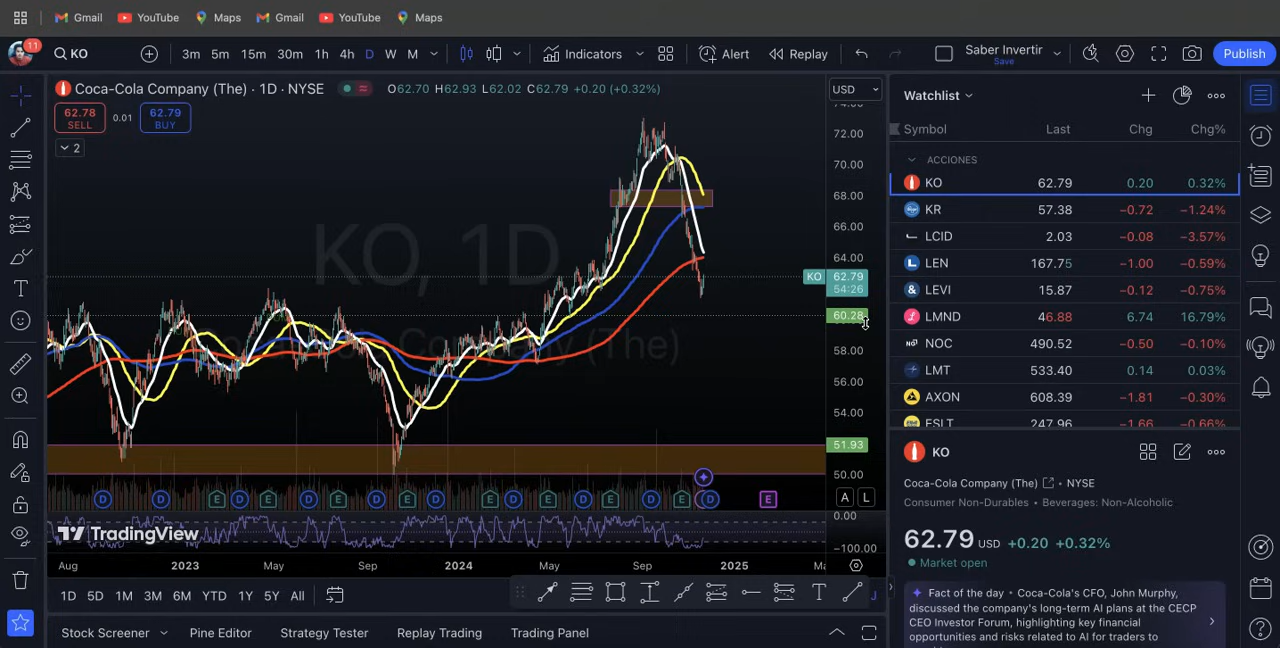 Gmail YouTube Maps Gmail YouTube Maps
11 KO 3m 5m 15m 30m 1h 4h D W M Indicators Alert Replay Saber Invertir Save Publish
Coca-Cola Company (The) · 1D · NYSE O62.70 H62.93 L62.02 C62.79 +0.20 (+0.32%) USD
62.78 SELL 0.01 62.79 BUY
2
KO, 1D
Coca-Cola Company (The)
74.00
72.00
70.00
68.00
66.00
64.00
KO 62.79
54:26
60.28
58.00
56.00
54.00
51.93
50.00
D D E D E D E D E D E D E D E D E D E
A L
0.00
TradingView
-100.00
Aug 2023 May Sep 2024 May Sep 2025 Ma
1D 5D 1M 3M 6M YTD 1Y 5Y All
Stock Screener Pine Editor Strategy Tester Replay Trading Trading Panel
Watchlist
Symbol Last Chg Chg%
ACCIONES
KO 62.79 0.20 0.32%
KR 57.38 −0.72 −1.24%
LCID 2.03 −0.08 −3.57%
LEN 167.75 −1.00 −0.59%
LEVI 15.87 −0.12 −0.75%
LMND 46.88 6.74 16.79%
NOC 490.52 −0.50 −0.10%
LMT 533.40 0.14 0.03%
AXON 608.39 −1.81 −0.30%
ESLT 247.96 −1.66 −0.66%
KO
Coca-Cola Company (The) · NYSE
Consumer Non-Durables · Beverages: Non-Alcoholic
62.79 USD +0.20 +0.32%
Market open
Fact of the day · Coca-Cola's CFO, John Murphy,
discussed the company's long-term AI plans at the CECP
CEO Investor Forum, highlighting key financial
opportunities and risks related to AI for traders to